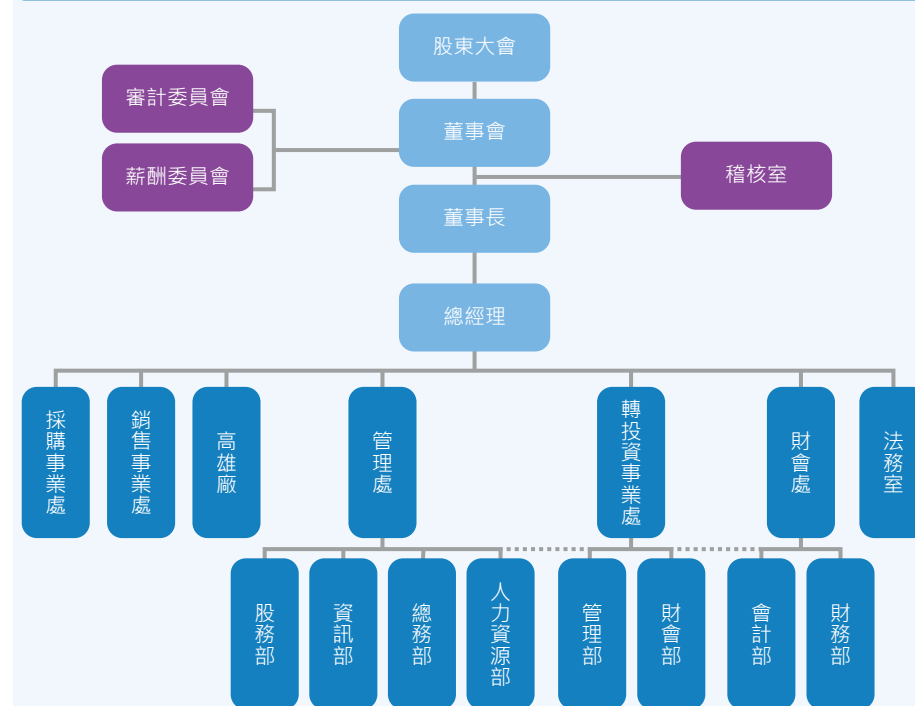 股東大會
審計委員會
董事會
薪酬委員會
稽核室
董事長
總經理
採購事業處
銷售事業處
高雄廠
管理處
轉投資事業處
財會處
法務室
股務部
資訊部
總務部
人力資源部
管理部
財會部
會計部
財務部